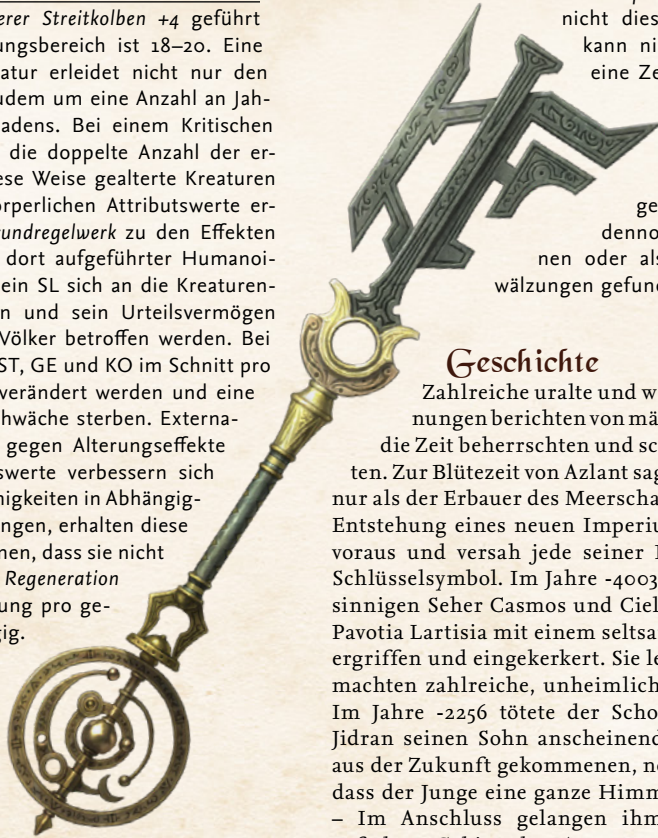 erer Streitkolben +4 geführt
ungsbereich ist 18–20. Eine
atur erleidet nicht nur den
udem um eine Anzahl an Jah-
adens. Bei einem Kritischen
die doppelte Anzahl der er-
ese Weise gealterte Kreaturen
örperlichen Attributswerte er-
undregelwerk zu den Effekten
dort aufgeführter Humanoi-
ein SL sich an die Kreaturen-
n und sein Urteilsvermögen
Völker betroffen werden. Bei
ST, GE und KO im Schnitt pro
verändert werden und eine
hwäche sterben. Externa-
gegen Alterungseffekte
swerte verbessern sich
nigkeiten in Abhängig-
ngen, erhalten diese
nen, dass sie nicht
Regeneration
ung pro ge-
gig.
nicht dies
kann ni
eine Ze
ge
denno
nen oder als
wälzungen gefund
Geschichte
Zahlreiche uralte und w
nungen berichten von mä
die Zeit beherrschten und sc
ten. Zur Blütezeit von Azlant sag
nur als der Erbauer des Meerscha
Entstehung eines neuen Imperiu
voraus und versah jede seiner
Schlüsselsymbol. Im Jahre -4003
sinnigen Seher Casmos und Ciel
Pavotia Lartisia mit einem seltsa
ergriffen und eingekerkert. Sie le
machten zahlreiche, unheimlich
Im Jahre -2256 tötete der Scho
Jidran seinen Sohn anscheinend
aus der Zukunft gekommenen, n
dass der Junge eine ganze Himm
– Im Anschluss gelangen ihm